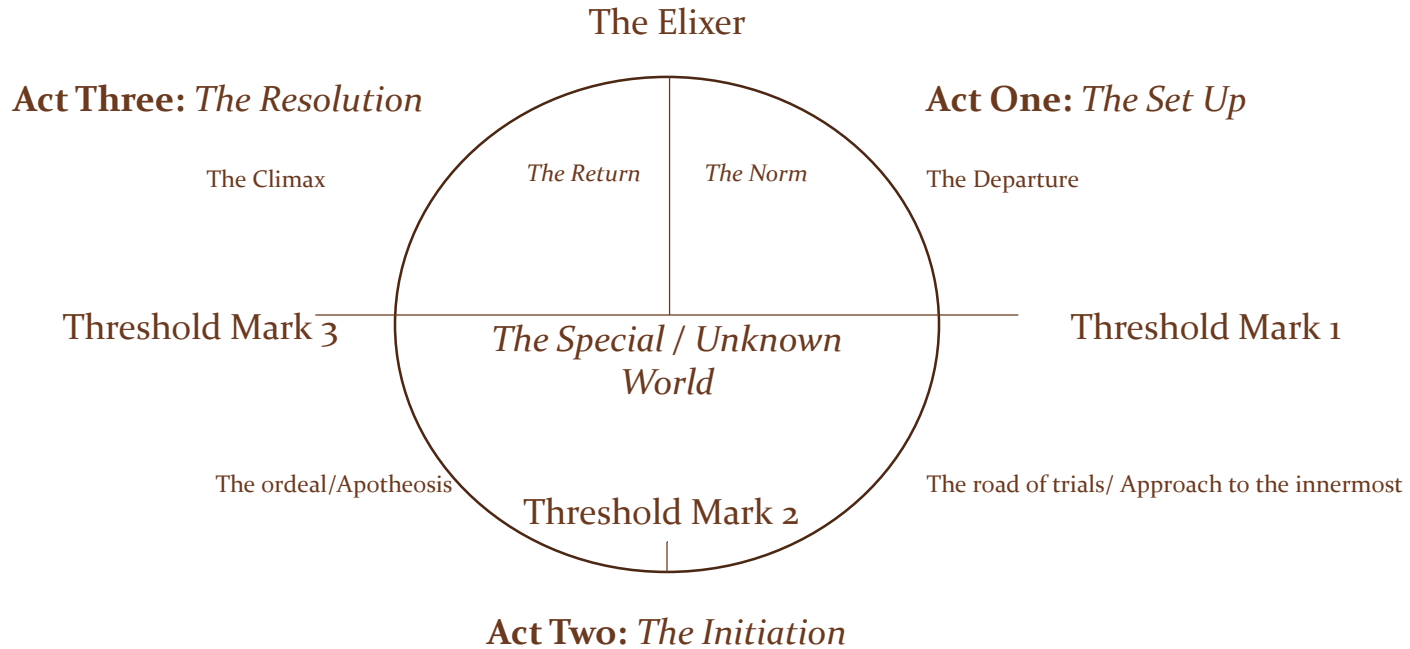 The Elixer
Act Three: The Resolution
Act One: The Set Up
The Climax
The Return
The Norm
The Departure
Threshold Mark 3
The Special / Unknown
World
Threshold Mark 1
The ordeal/Apotheosis
Threshold Mark 2
The road of trials/ Approach to the innermost
Act Two: The Initiation